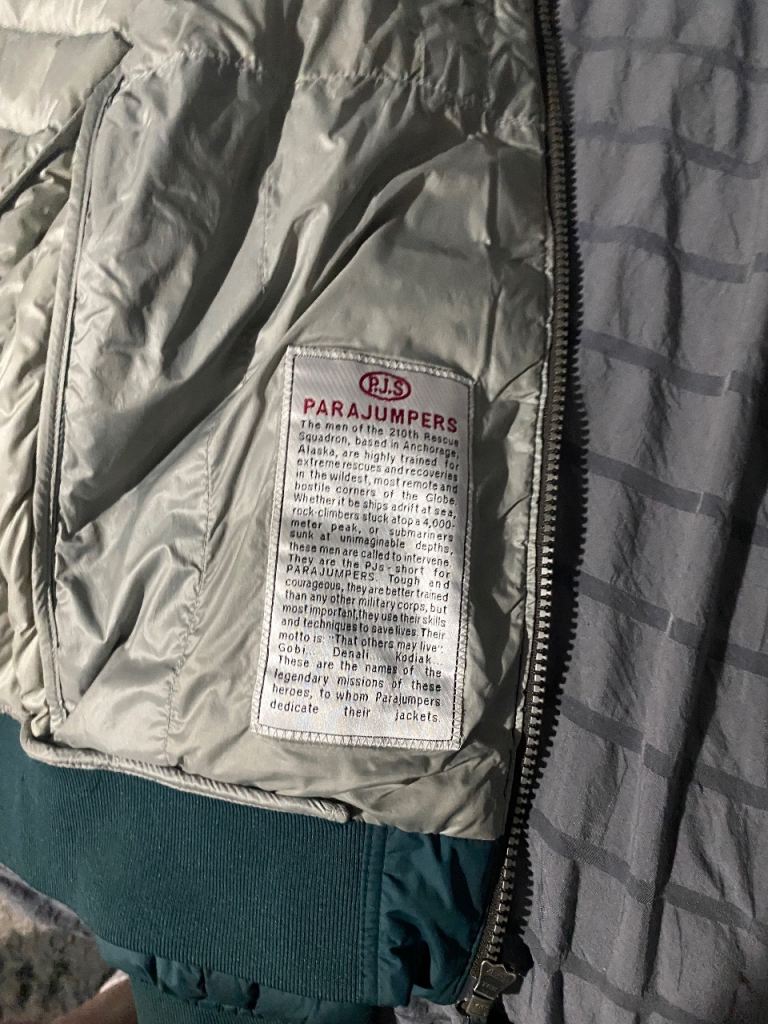 P.J.S
PARAJUMPERS
The men of the 210th Rescue
Squadron, based in Anchorage,
Alaska, are highly trained for
extreme rescues and recoveries
in the wildest, most remote and
hostile corners of the Globe.
Whether it be ships adrift at sea,
rock-climbers stuck atop a 4,000-
meter peak, or submariners
sunk at unimaginable depths,
these men are called to intervene.
They are the PJs - short for
PARAJUMPERS. Tough and
courageous, they are better trained
than any other military corps, but
most important, they use their skills
and techniques to save lives. Their
motto is: "That others may live":
Gobi Denali Kodiak
These are the names of the
legendary missions of these
heroes, to whom Parajumpers
dedicate their jackets.